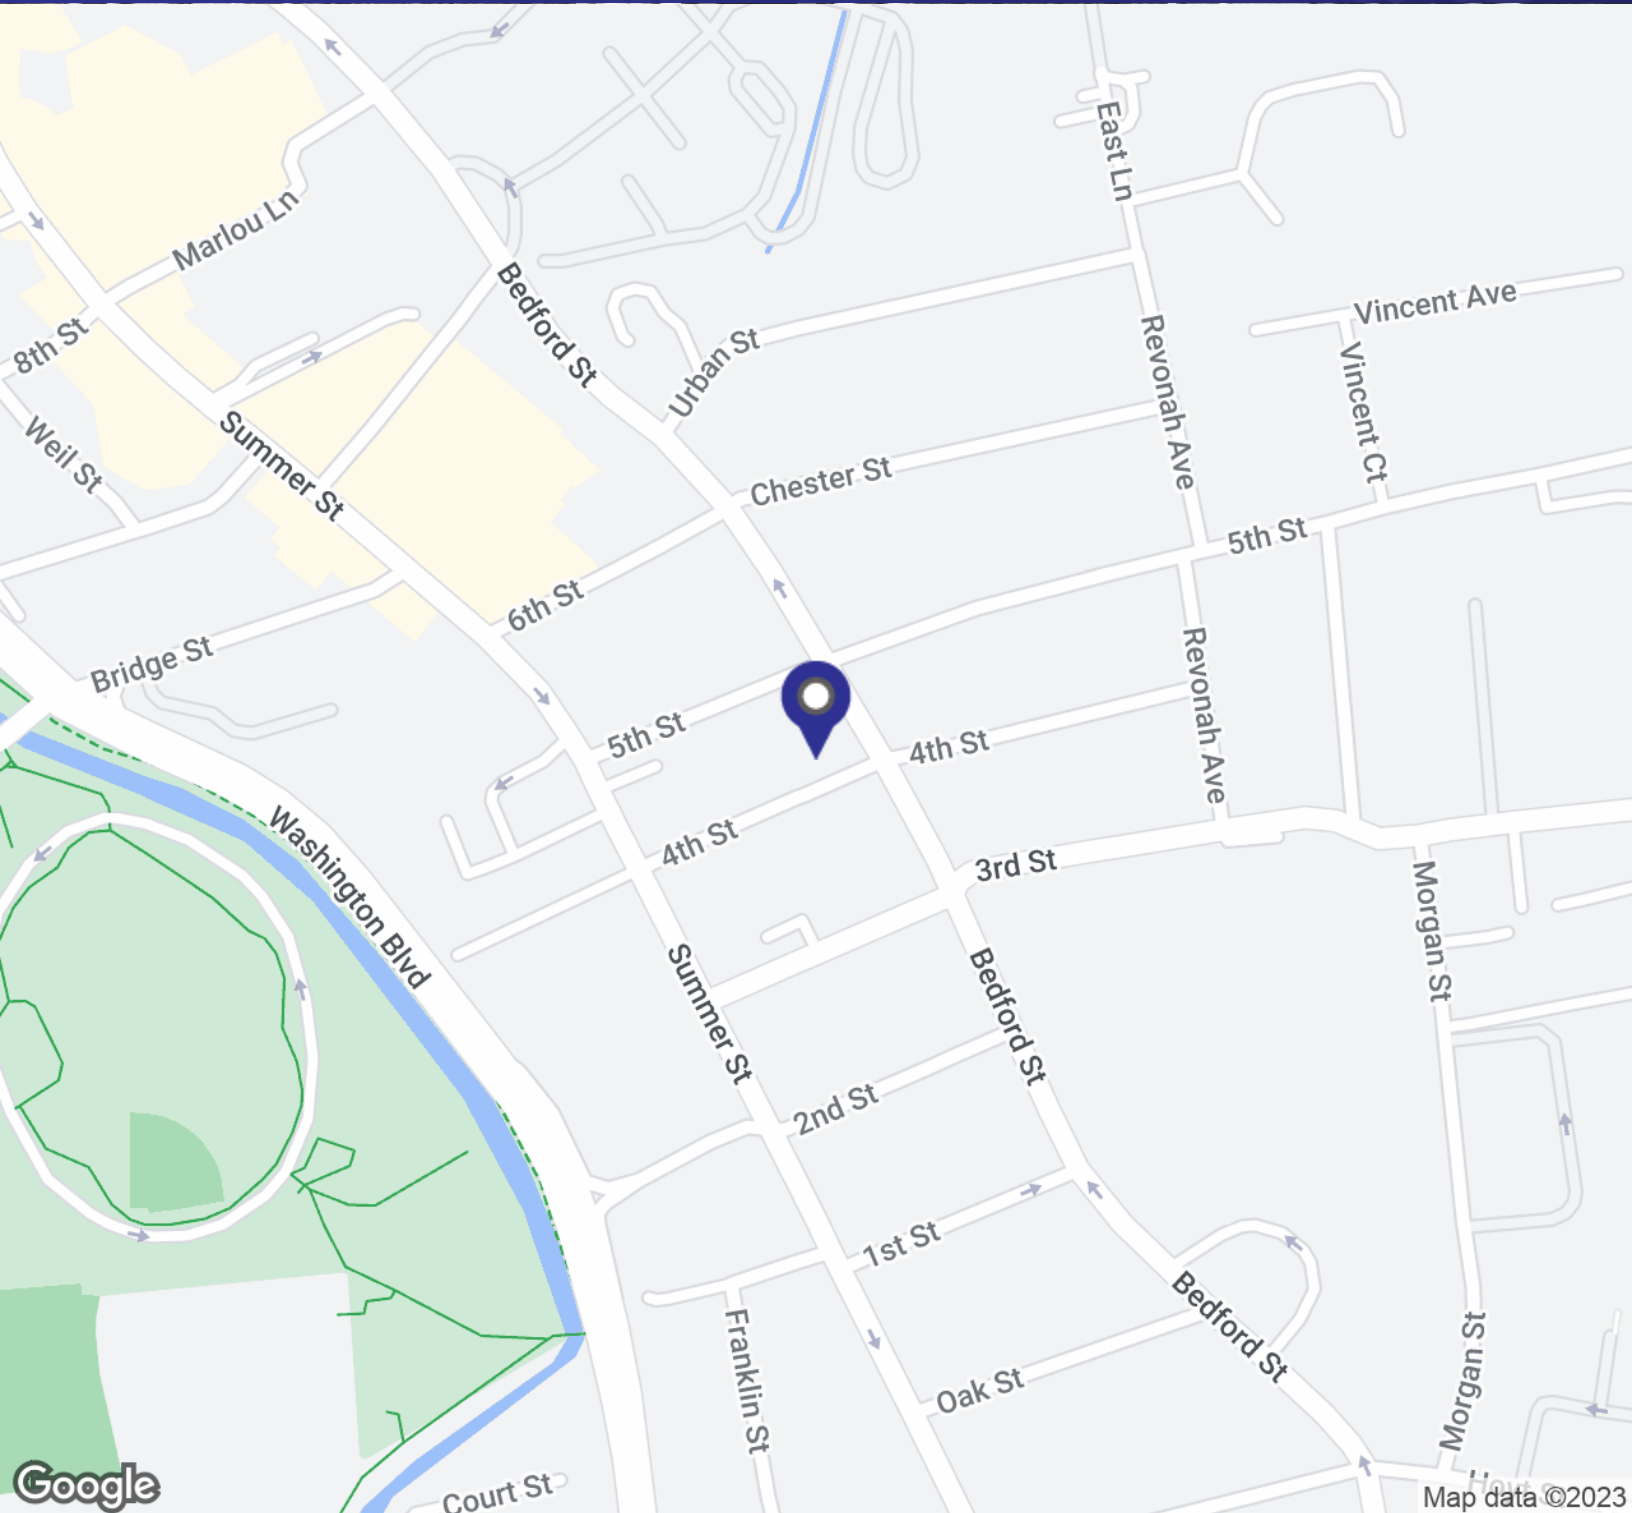 East Ln
Marlou Ln
Bedford St
Vincent Ave
8th St
Urban St
Revonah Ave
Vincent Ct
Weil St
Summer St
Chester St
5th St
6th St
Bridge St
Revonah Ave
5th St
4th St
4th St
Washington Blvd
3rd St
Morgan St
Summer St
Bedford St
2nd St
1st St
Bedford St
Franklin St
Morgan St
Oak St
Court St
Google
Map data ©2023